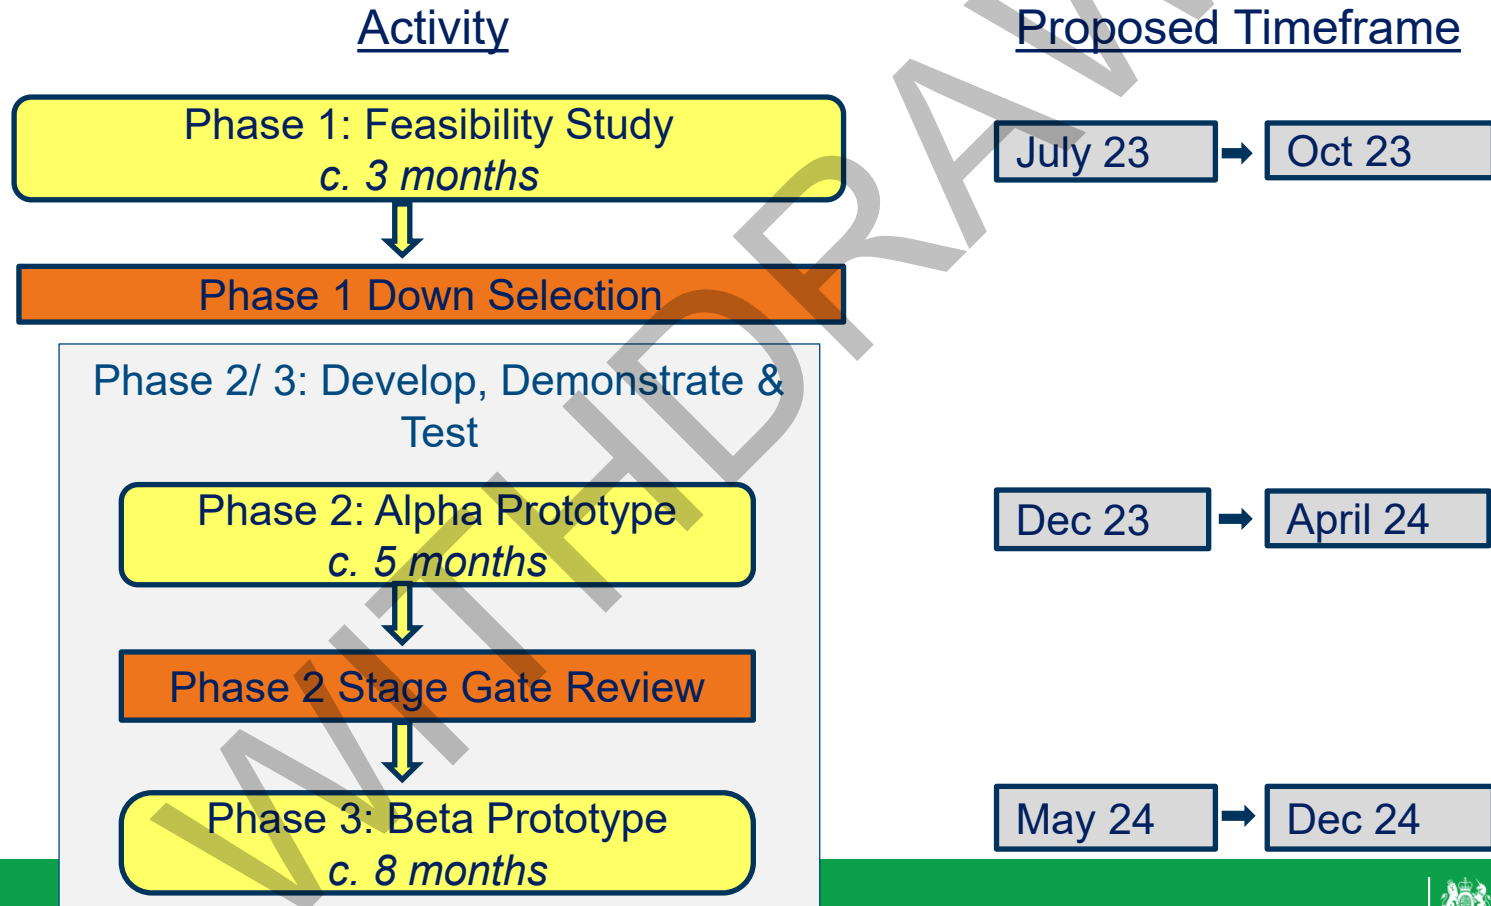 Activity
Proposed Timeframe
Phase 1: Feasibility Study
c. 3 months
July 23
Oct 23
Phase 1 Down Selection
Phase 2/ 3: Develop, Demonstrate &
Test
Phase 2: Alpha Prototype
c. 5 months
Dec 23
April 24
Phase 2 Stage Gate Review
Phase 3: Beta Prototype
c. 8 months
May 24
Dec 24
WITHDRAW